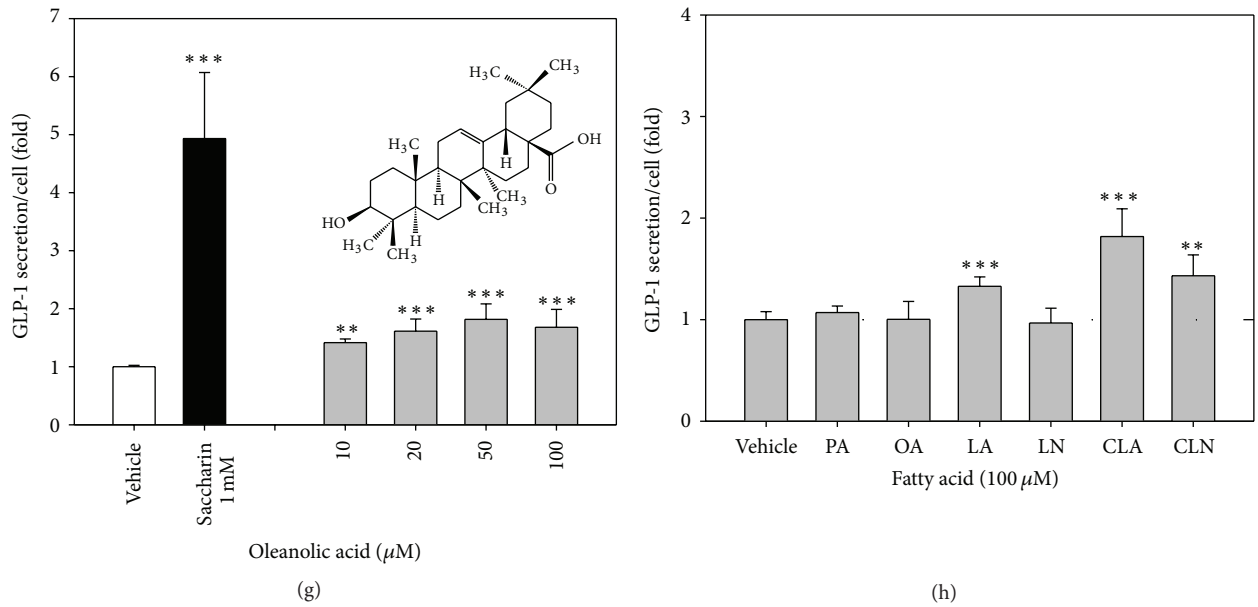 7
6
5
4
3
2
1
0
GLP-1 secretion/cell (fold)
***
**
***
***
***
H₃C
CH₃
H₃C
H
OH
O
H
CH₃
CH₃
HO
H
H₃C
CH₃
Vehicle
Saccharin
1 mM
10
20
50
100
Oleanolic acid (μM)
(g)
4
3
2
1
0
GLP-1 secretion/cell (fold)
***
***
**
Vehicle PA OA LA LN CLA CLN
Fatty acid (100 μM)
(h)